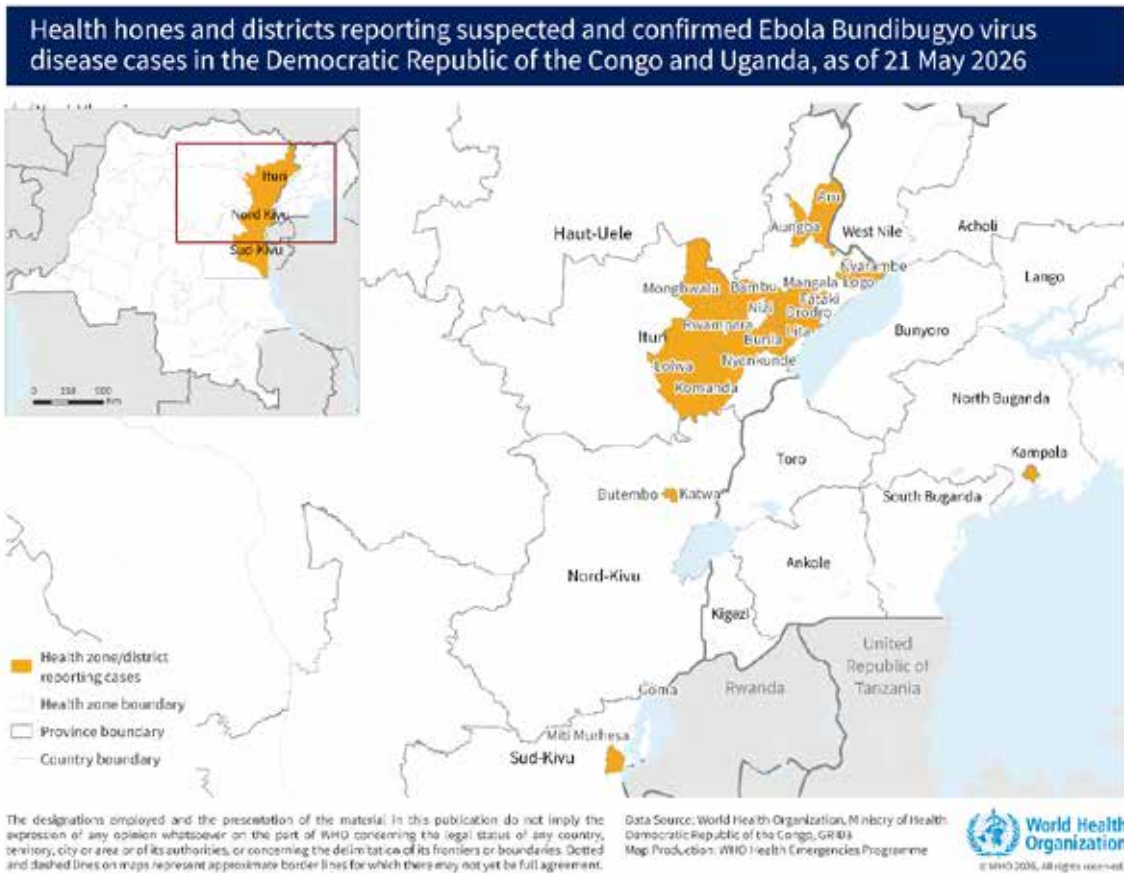 Health hones and districts reporting suspected and confirmed Ebola Bundibugyo virus
disease cases in the Democratic Republic of the Congo and Uganda, as of 21 May 2026
Ituri
Nord Kivu
Sud-Kivu
0
500
Km
Haut-Uele
Aru
Aungba
West Nile
Acholi
Nyarambe
Lango
Mongbwalu
Bambu
Mangala
Logo
Fataki
Nizi
Drodro
Rwampara
Lita
Ituri
Bunia
Bunyoro
Lolwa
Nyankunde
Komanda
North Buganda
Kampala
Toro
Butembo
Katwa
South Buganda
Ankole
Nord-Kivu
Kigezi
United
Republic of
Tanzania
Rwanda
Goma
Miti Murhesa
Sud-Kivu
Health zone/district
reporting cases
Health zone boundary
Province boundary
Country boundary
The designations employed and the presentation of the material in this publication do not imply the
expression of any opinion whatsoever on the part of WHO concerning the legal status of any country,
territory, city or area or of its authorities, or concerning the delimitation of its frontiers or boundaries. Dotted
and dashed lines on maps represent approximate border lines for which there may not yet be full agreement.
Data Source: World Health Organization, Ministry of Health
Democratic Republic of the Congo, GRID3
Map Production: WHO Health Emergencies Programme
World Health
Organization
© WHO 2026, All rights reserved.